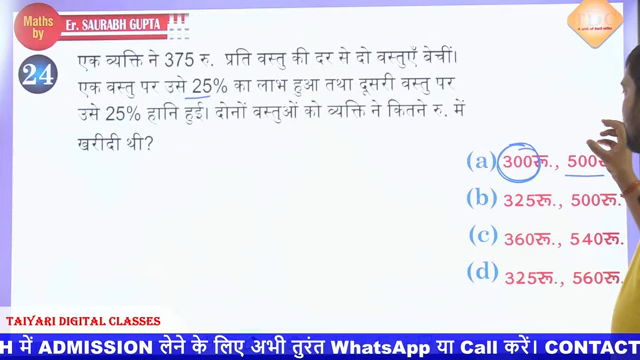 Maths
by
Er. SAURABH GUPTA
24
एक व्यक्ति ने 375 रु. प्रति वस्तु की दर से दो वस्तुएँ बेचीं।
एक वस्तु पर उसे 25% का लाभ हुआ तथा दूसरी वस्तु पर
उसे 25% हानि हुई। दोनों वस्तुओं को व्यक्ति ने कितने रु. में
खरीदी थी?
(a) 300रू., 500रू
(b) 325रू., 500रू.
(c) 360रू., 540रू.
(d) 325रू., 560रू.
TAIYARI DIGITAL CLASSES
H में ADMISSION लेने के लिए अभी तुरंत WhatsApp या Call करें। CONTACT